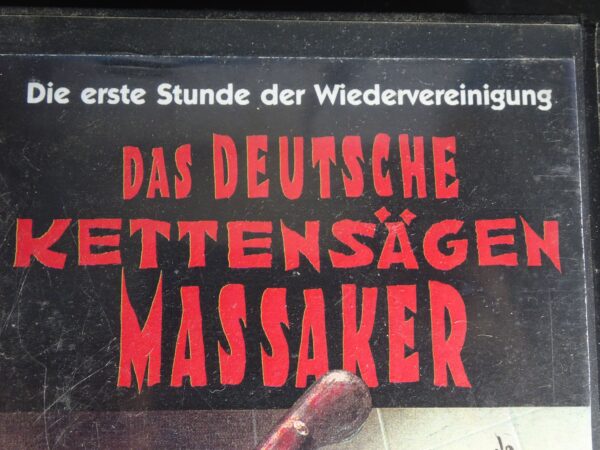 Die erste Stunde der Wiedervereinigung
DAS DEUTSCHE
KETTENSÄGEN
MASSAKER